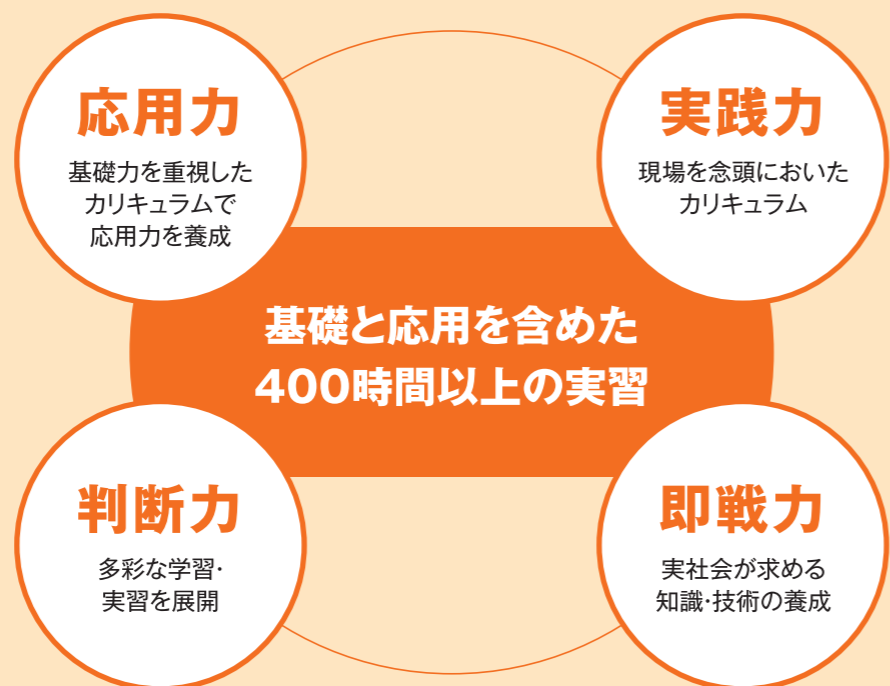 応用力
基礎力を重視した
カリキュラムで
応用力を養成
実践力
現場を念頭においた
カリキュラム
基礎と応用を含めた
400時間以上の実習
判断力
多彩な学習・
実習を展開
即戦力
実社会が求める
知識・技術の養成